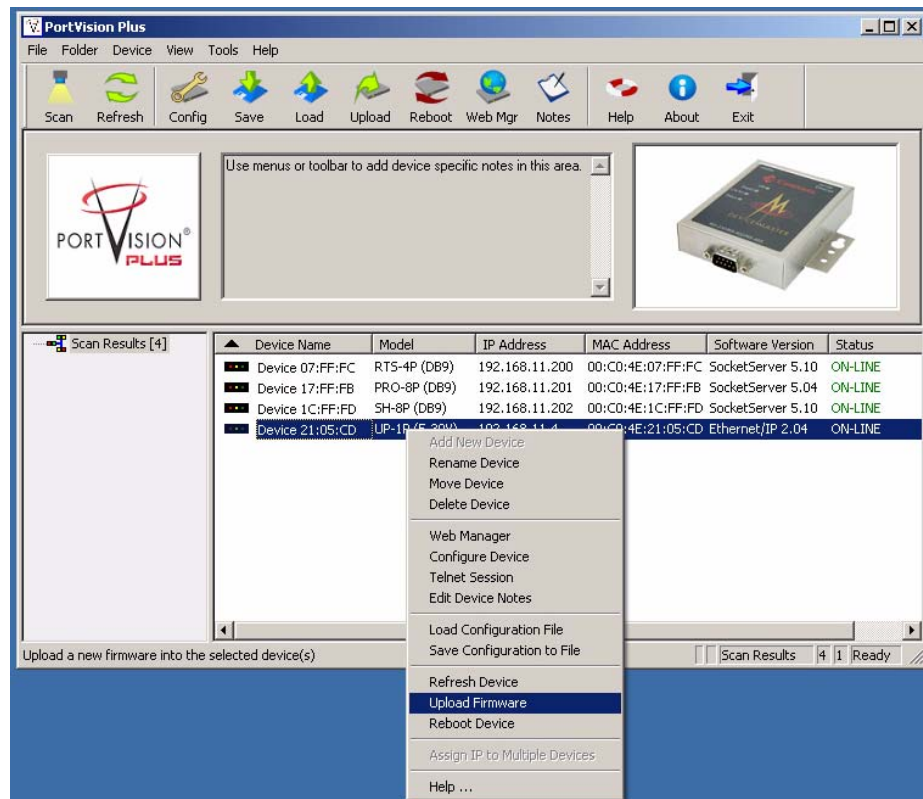 PortVision Plus
File Folder Device View Tools Help
Scan Refresh Config Save Load Upload Reboot Web Mgr Notes Help About Exit
Use menus or toolbar to add device specific notes in this area.
PORT VISION®
PLUS
Scan Results [4]
Device Name Model IP Address MAC Address Software Version Status
Device 07:FF:FC RTS-4P (DB9) 192.168.11.200 00:C0:4E:07:FF:FC SocketServer 5.10 ON-LINE
Device 17:FF:FB PRO-8P (DB9) 192.168.11.201 00:C0:4E:17:FF:FB SocketServer 5.04 ON-LINE
Device 1C:FF:FD SH-8P (DB9) 192.168.11.202 00:C0:4E:1C:FF:FD SocketServer 5.10 ON-LINE
Device 21:05:CD UP-1P (5-30V) 192.168.11.4 00:C0:4E:21:05:CD Ethernet/IP 2.04 ON-LINE
Add New Device
Rename Device
Move Device
Delete Device
Web Manager
Configure Device
Telnet Session
Edit Device Notes
Load Configuration File
Save Configuration to File
Refresh Device
Upload Firmware
Reboot Device
Assign IP to Multiple Devices
Help ...
Upload a new firmware into the selected device(s) Scan Results 4 1 Ready